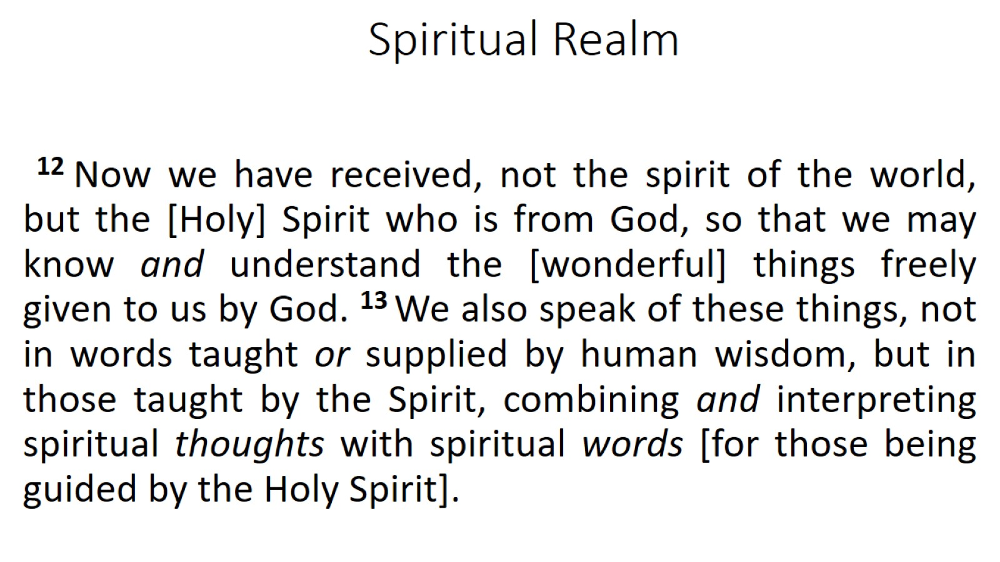 Spiritual Realm
12 Now we have received, not the spirit of the world,
but the [Holy] Spirit who is from God, so that we may
know and understand the [wonderful] things freely
given to us by God. 13 We also speak of these things, not
in words taught or supplied by human wisdom, but in
those taught by the Spirit, combining and interpreting
spiritual thoughts with spiritual words [for those being
guided by the Holy Spirit].